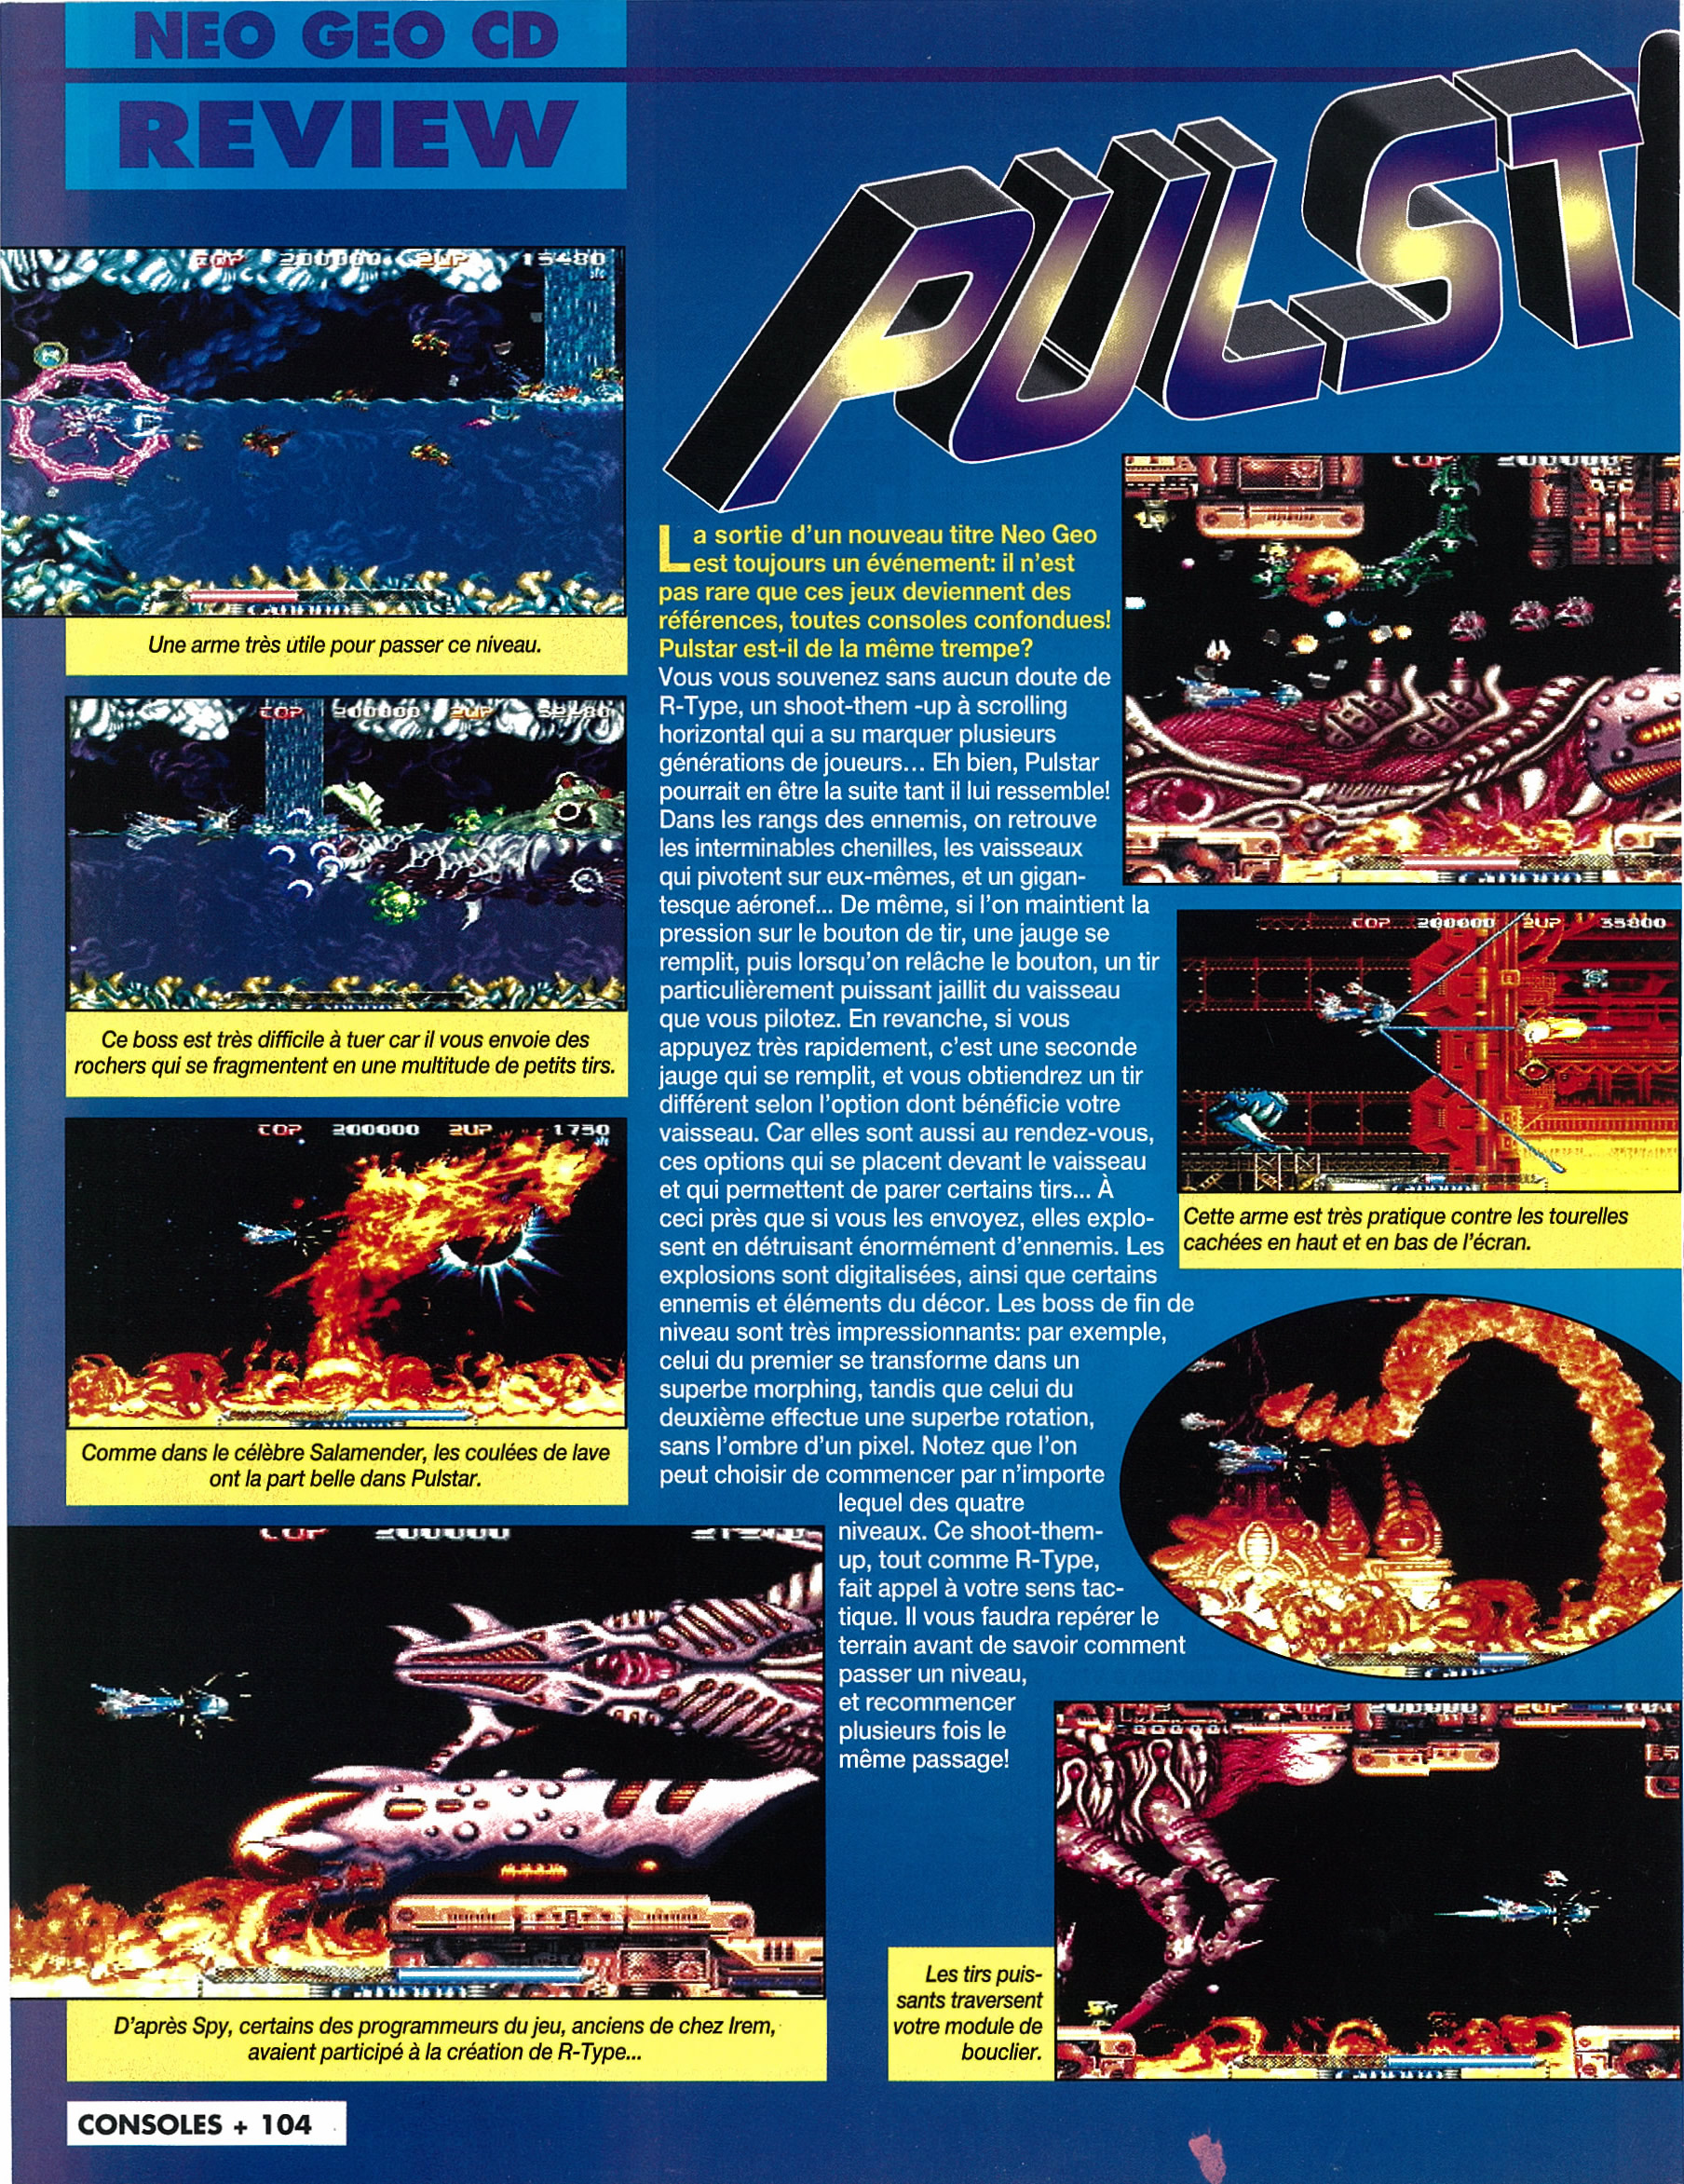 NEO GEO CD
REVIEW
PULST
TOP 200000 2UP 15480
Une arme très utile pour passer ce niveau.
TOP 200000 2UP
Ce boss est très difficile à tuer car il vous envoie des
rochers qui se fragmentent en une multitude de petits tirs.
TOP 200000 2UP 1750
Comme dans le célèbre Salamender, les coulées de lave
ont la part belle dans Pulstar.
TOP 200000
D'après Spy, certains des programmeurs du jeu, anciens de chez Irem,
avaient participé à la création de R-Type...
La sortie d'un nouveau titre Neo Geo
est toujours un événement: il n'est
pas rare que ces jeux deviennent des
références, toutes consoles confondues!
Pulstar est-il de la même trempe?
Vous vous souvenez sans aucun doute de
R-Type, un shoot-them -up à scrolling
horizontal qui a su marquer plusieurs
générations de joueurs... Eh bien, Pulstar
pourrait en être la suite tant il lui ressemble!
Dans les rangs des ennemis, on retrouve
les interminables chenilles, les vaisseaux
qui pivotent sur eux-mêmes, et un gigan-
tesque aéronef... De même, si l'on maintient la
pression sur le bouton de tir, une jauge se
remplit, puis lorsqu'on relâche le bouton, un tir
particulièrement puissant jaillit du vaisseau
que vous pilotez. En revanche, si vous
appuyez très rapidement, c'est une seconde
jauge qui se remplit, et vous obtiendrez un tir
différent selon l'option dont bénéficie votre
vaisseau. Car elles sont aussi au rendez-vous,
ces options qui se placent devant le vaisseau
et qui permettent de parer certains tirs... À
ceci près que si vous les envoyez, elles explo-
sent en détruisant énormément d'ennemis. Les
explosions sont digitalisées, ainsi que certains
ennemis et éléments du décor. Les boss de fin de
niveau sont très impressionnants: par exemple,
celui du premier se transforme dans un
superbe morphing, tandis que celui du
deuxième effectue une superbe rotation,
sans l'ombre d'un pixel. Notez que l'on
peut choisir de commencer par n'importe
lequel des quatre
niveaux. Ce shoot-them-
up, tout comme R-Type,
fait appel à votre sens tac-
tique. Il vous faudra repérer le
terrain avant de savoir comment
passer un niveau,
et recommencer
plusieurs fois le
même passage!
TOP 200000
TOP 200000 2UP 35800
Cette arme est très pratique contre les tourelles
cachées en haut et en bas de l'écran.
200000
Les tirs puis-
sants traversent
votre module de
bouclier.
CONSOLES + 104